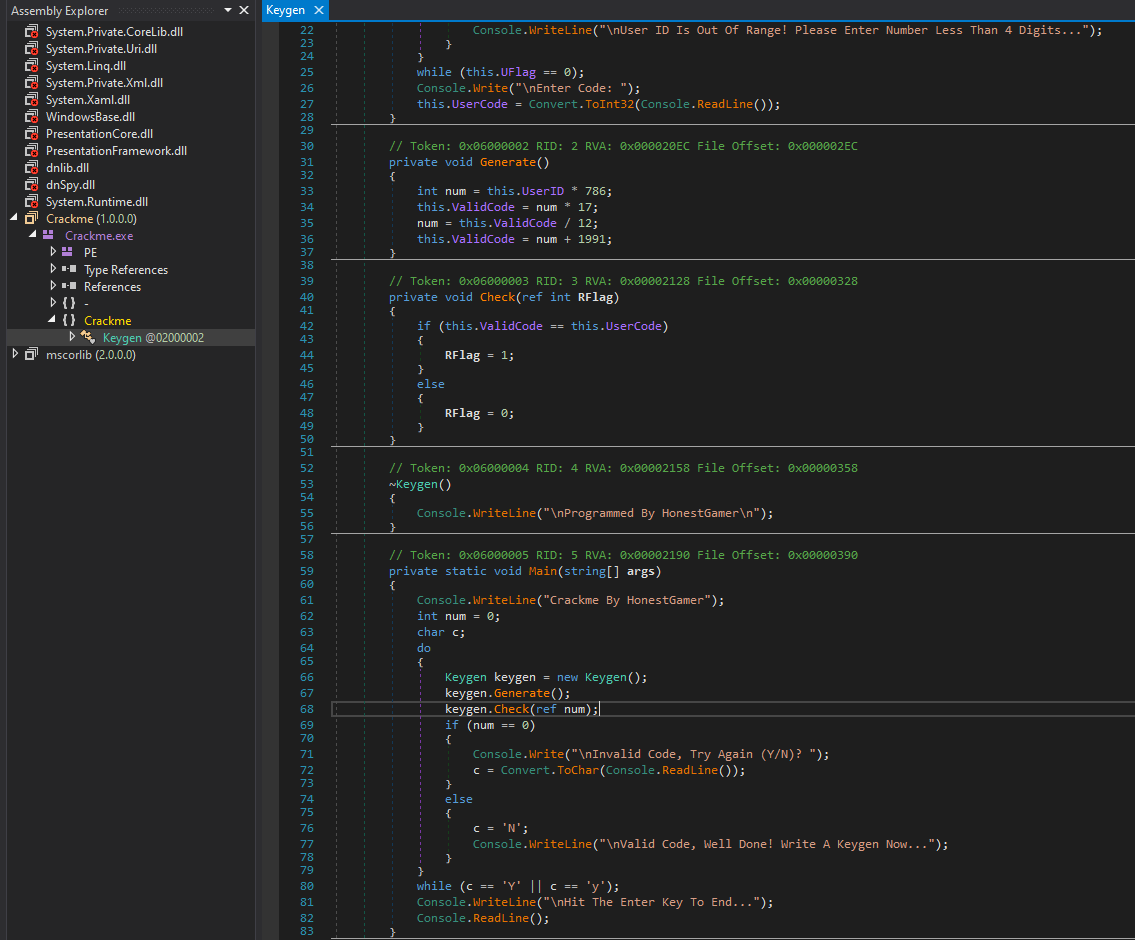 Assembly Explorer
System.Private.CoreLib.dll
System.Private.Uri.dll
System.Linq.dll
System.Private.Xml.dll
System.Xaml.dll
WindowsBase.dll
PresentationCore.dll
PresentationFramework.dll
dnlib.dll
dnSpy.dll
System.Runtime.dll
Crackme (1.0.0.0)
Crackme.exe
PE
Type References
References
{ } -
{ } Crackme
Keygen @02000002
mscorlib (2.0.0.0)
Keygen
22 Console.WriteLine("\nUser ID Is Out Of Range! Please Enter Number Less Than 4 Digits...");
23 }
24 }
25 while (this.UFlag == 0);
26 Console.Write("\nEnter Code: ");
27 this.UserCode = Convert.ToInt32(Console.ReadLine());
28 }
29
30 // Token: 0x06000002 RID: 2 RVA: 0x000020EC File Offset: 0x000002EC
31 private void Generate()
32 {
33 int num = this.UserID * 786;
34 this.ValidCode = num * 17;
35 num = this.ValidCode / 12;
36 this.ValidCode = num + 1991;
37 }
38
39 // Token: 0x06000003 RID: 3 RVA: 0x00002128 File Offset: 0x00000328
40 private void Check(ref int RFlag)
41 {
42 if (this.ValidCode == this.UserCode)
43 {
44 RFlag = 1;
45 }
46 else
47 {
48 RFlag = 0;
49 }
50 }
51
52 // Token: 0x06000004 RID: 4 RVA: 0x00002158 File Offset: 0x00000358
53 ~Keygen()
54 {
55 Console.WriteLine("\nProgrammed By HonestGamer\n");
56 }
57
58 // Token: 0x06000005 RID: 5 RVA: 0x00002190 File Offset: 0x00000390
59 private static void Main(string[] args)
60 {
61 Console.WriteLine("Crackme By HonestGamer");
62 int num = 0;
63 char c;
64 do
65 {
66 Keygen keygen = new Keygen();
67 keygen.Generate();
68 keygen.Check(ref num);
69 if (num == 0)
70 {
71 Console.Write("\nInvalid Code, Try Again (Y/N)? ");
72 c = Convert.ToChar(Console.ReadLine());
73 }
74 else
75 {
76 c = 'N';
77 Console.WriteLine("\nValid Code, Well Done! Write A Keygen Now...");
78 }
79 }
80 while (c == 'Y' || c == 'y');
81 Console.WriteLine("\nHit The Enter Key To End...");
82 Console.ReadLine();
83 }